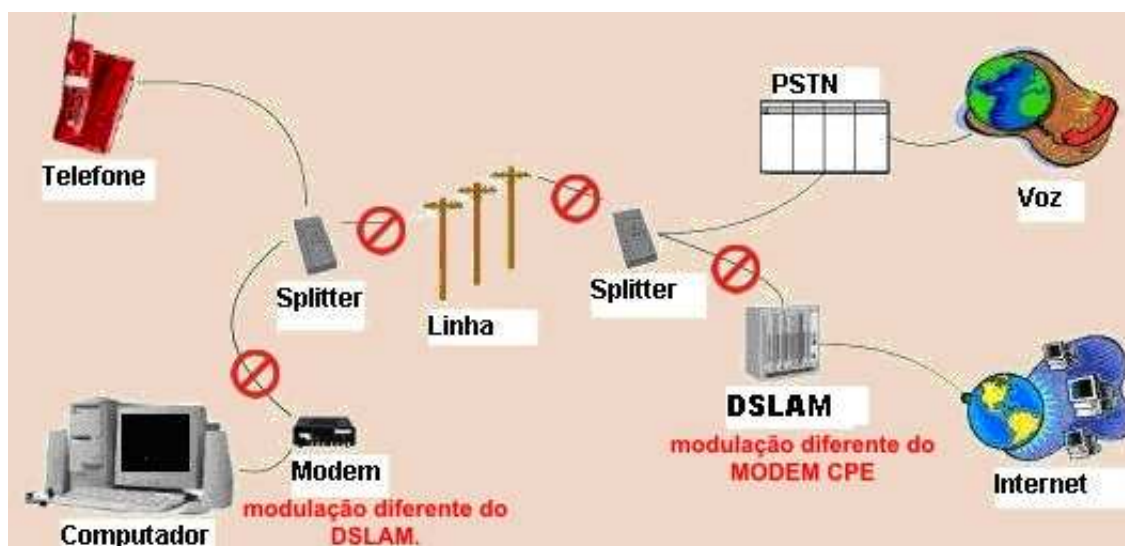 PSTN
Telefone
Voz
Splitter
Splitter
Linha
DSLAM
modulação diferente do
MODEM CPE
Modem
Internet
modulação diferente do
DSLAM.
Computador